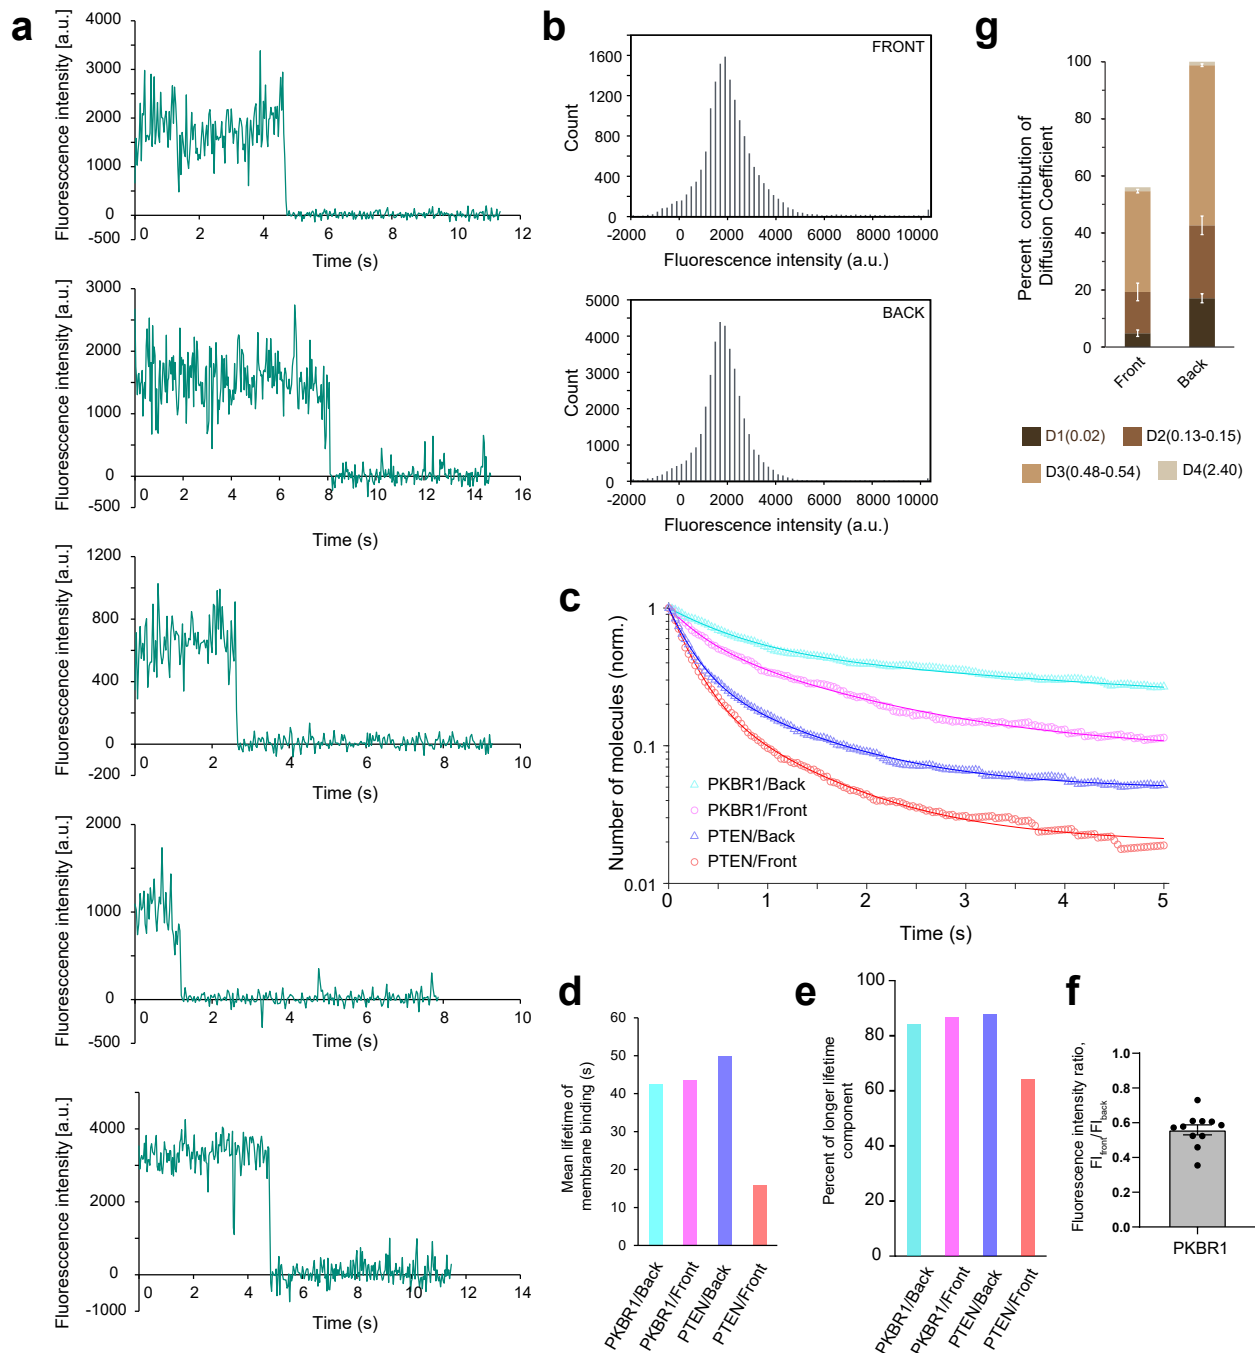 a
Fluoresccence intensity [a.u.]
4000
3000
2000
1000
0
-500
0 2 4 6 8 10 12
Time (s)
Fluoresccence intensity [a.u.]
3000
2000
1000
0
-500
0 2 4 6 8 10 12 14 16
Time (s)
Fluoresccence intensity [a.u.]
1200
800
400
0
-200
0 2 4 6 8 10
Time (s)
Fluoresccence intensity [a.u.]
2000
1000
0
-500
0 2 4 6 8 10
Time (s)
Fluoresccence intensity [a.u.]
4000
2000
0
-1000
0 2 4 6 8 10 12 14
Time (s)
b
FRONT
Count
1600
1200
800
400
0
-2000 0 2000 4000 6000 8000 10000
Fluorescence intensity (a.u.)
BACK
Count
5000
4000
3000
2000
1000
0
-2000 0 2000 4000 6000 8000 10000
Fluorescence intensity (a.u.)
c
Number of molecules (norm.)
1
0.1
0.01
PKBR1/Back
PKBR1/Front
PTEN/Back
PTEN/Front
0 1 2 3 4 5
Time (s)
d
Mean lifetime of
membrane binding (s)
60
50
40
30
20
10
0
PKBR1/Back
PKBR1/Front
PTEN/Back
PTEN/Front
e
Percent of longer lifetime
component
100
80
60
40
20
0
PKBR1/Back
PKBR1/Front
PTEN/Back
PTEN/Front
f
Fluorescence intensity ratio,
FIfront/FIback
1.0
0.8
0.6
0.4
0.2
0.0
PKBR1
g
Percent contribution of
Diffusion Coefficient
100
80
60
40
20
0
Front
Back
D1(0.02) D2(0.13-0.15)
D3(0.48-0.54) D4(2.40)